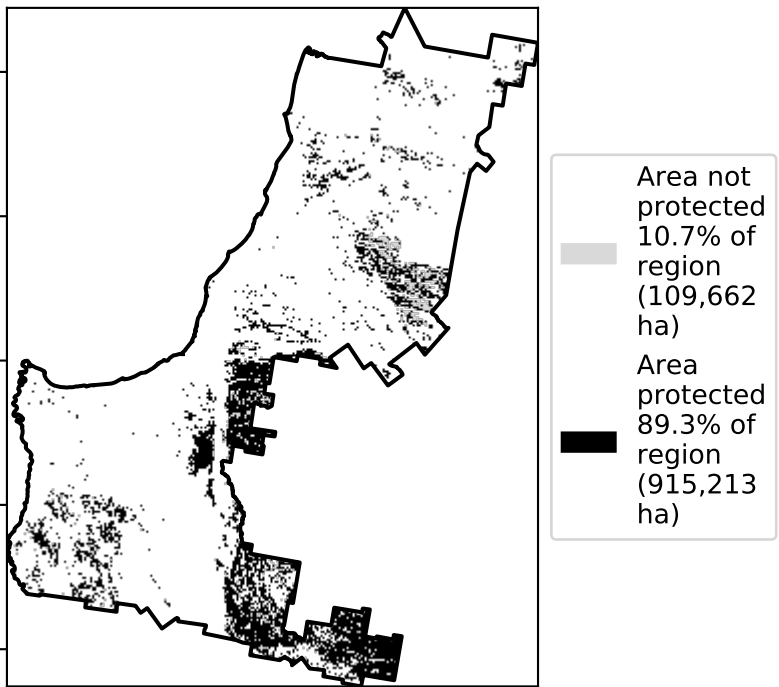 Area not
protected
10.7% of
region
(109,662
ha)
Area
protected
89.3% of
region
(915,213
ha)